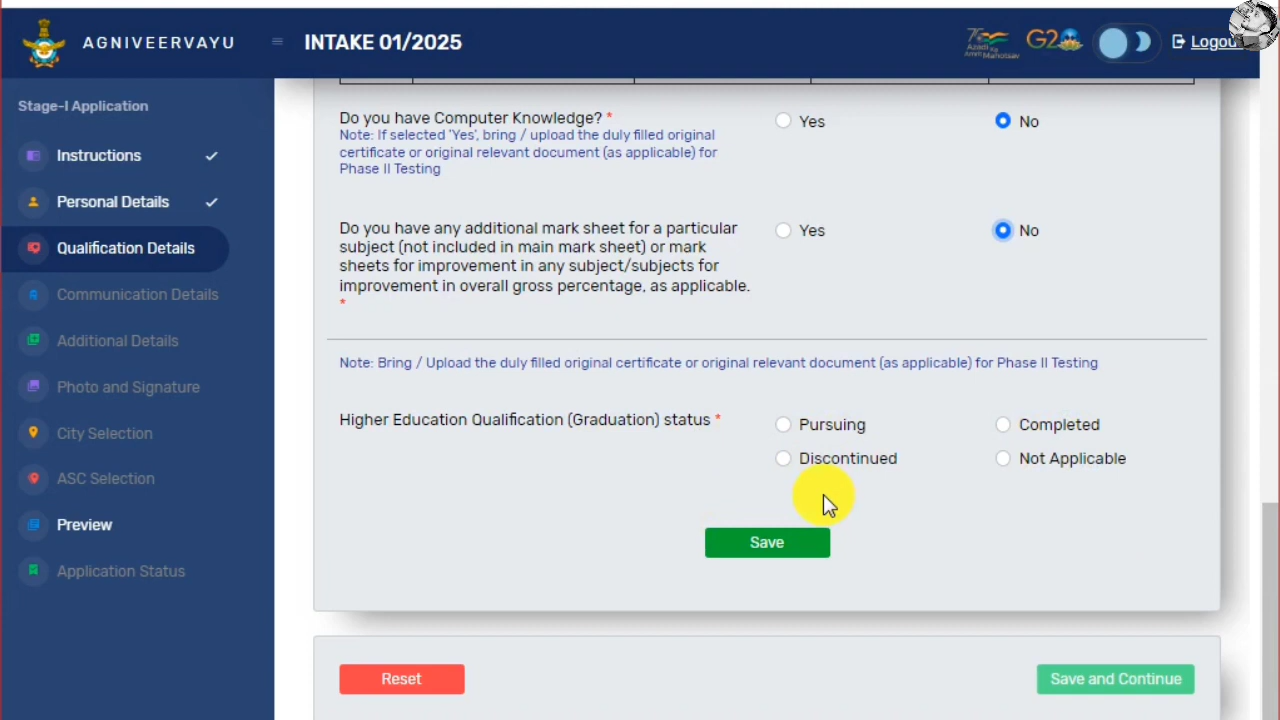 AGNIVEERVAYU
INTAKE 01/2025
G20
Logou
Stage-I Application
Instructions
Personal Details
Qualification Details
Communication Details
Additional Details
Photo and Signature
City Selection
ASC Selection
Preview
Application Status
Do you have Computer Knowledge? *
Yes
No
Note: If selected 'Yes', bring / upload the duly filled original
certificate or original relevant document (as applicable) for
Phase II Testing
Do you have any additional mark sheet for a particular
Yes
No
subject (not included in main mark sheet) or mark
sheets for improvement in any subject/subjects for
improvement in overall gross percentage, as applicable.
*
Note: Bring / Upload the duly filled original certificate or original relevant document (as applicable) for Phase II Testing
Higher Education Qualification (Graduation) status *
Pursuing
Completed
Discontinued
Not Applicable
Save
Reset
Save and Continue